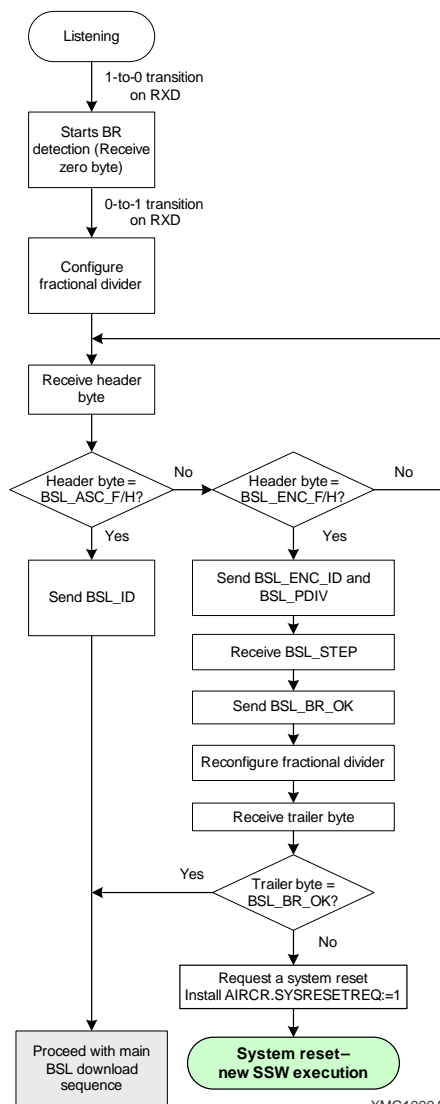 Listening
1-to-0 transition
on RXD
Starts BR
detection (Receive
zero byte)
0-to-1 transition
on RXD
Configure
fractional divider
Receive header
byte
Header byte =
BSL_ASC_F/H?
No
Header byte =
BSL_ENC_F/H?
No
Yes
Yes
Send BSL_ID
Send BSL_ENC_ID and
BSL_PDIV
Receive BSL_STEP
Send BSL_BR_OK
Reconfigure fractional divider
Receive trailer byte
Yes
Trailer byte =
BSL_BR_OK?
No
Request a system reset
Install AIRCR.SYSRESETREQ:=1
Proceed with main
BSL download
sequence
System reset–
new SSW execution